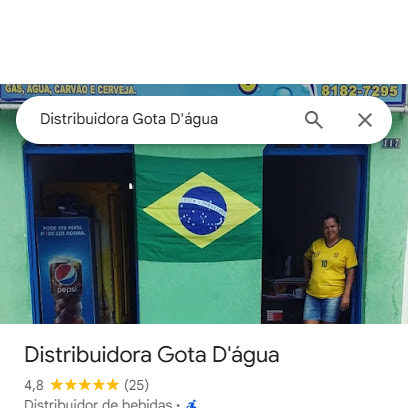 GÁS, ÁGUA, CARVÃO E CERVEJA.
8182-7295
Distribuidora Gota D'água
117
PODE SER PEPSI.
PODE SER AGORA.
pepsi
10
Distribuidora Gota D'água
4,8 (25)
Distribuidor de bebidas ·